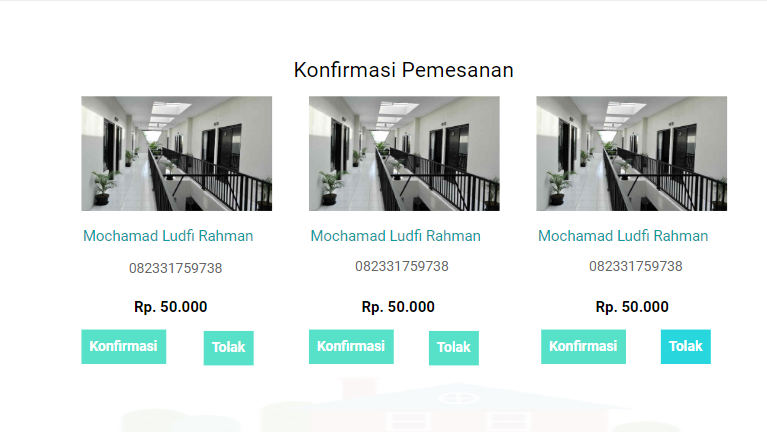 Konfirmasi Pemesanan
Mochamad Ludfi Rahman
082331759738
Rp. 50.000
Konfirmasi
Tolak
Mochamad Ludfi Rahman
082331759738
Rp. 50.000
Konfirmasi
Tolak
Mochamad Ludfi Rahman
082331759738
Rp. 50.000
Konfirmasi
Tolak